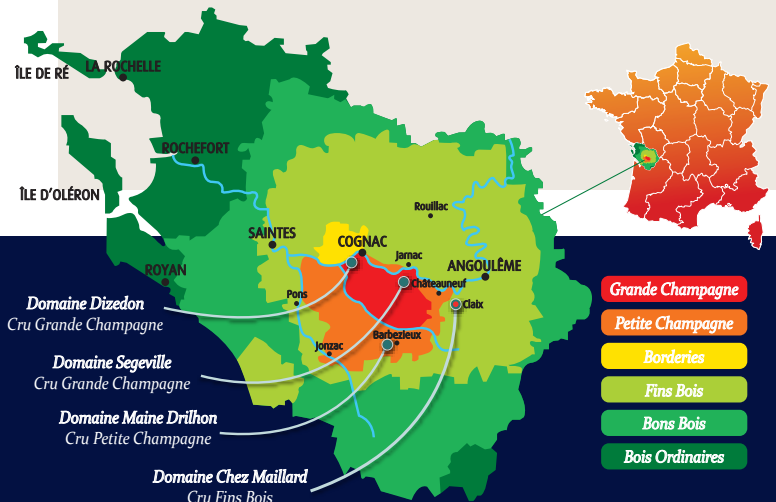 ÎLE DE RÉ
LA ROCHELLE
ROCHEFORT
ÎLE D'OLÉRON
Rouillac
SAINTES
COGNAC
Jarnac
ANGOULÊME
ROYAN
Châteauneuf
Grande Champagne
Pons
Claix
Domaine Dizedon
Cru Grande Champagne
Petite Champagne
Barbezieux
Jonzac
Borderies
Domaine Segeville
Cru Grande Champagne
Fins Bois
Domaine Maine Drilhon
Cru Petite Champagne
Bons Bois
Bois Ordinaires
Domaine Chez Maillard
Cru Fins Bois